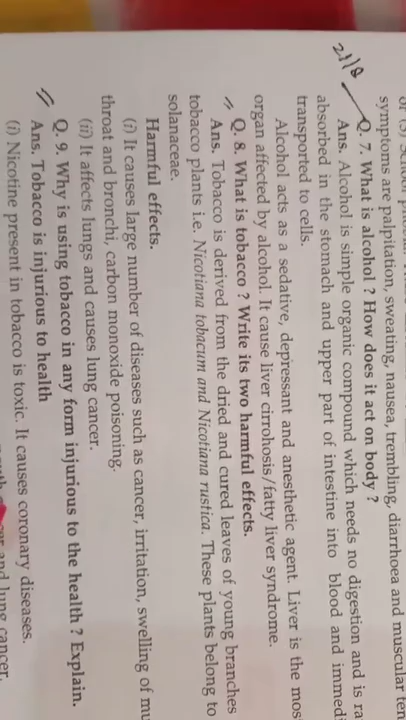 symptoms are palpitation, sweating, nausea, trembling, diarrhoea and muscular
21/8
Q. 7. What is alcohol ? How does it act on body ?
Ans. Alcohol is simple organic compound which needs no digestion and is
absorbed in the stomach and upper part of intestine into blood and
transported to cells.
Alcohol acts as a sedative, depressant and anesthetic agent. Liver is the
organ affected by alcohol. It cause liver cirrohosis/fatty liver syndrome.
Q. 8. What is tobacco ? Write its two harmful effects.
Ans. Tobacco is derived from the dried and cured leaves of young branches
tobacco plants i.e. Nicotiana tobacum and Nicotiana rustica. These plants belong to
solanaceae.
Harmful effects.
(i) It causes large number of diseases such as cancer, irritation, swelling of
throat and bronchi, carbon monoxide poisoning.
(ii) It affects lungs and causes lung cancer.
Q. 9. Why is using tobacco in any form injurious to the health ? Explain.
Ans. Tobacco is injurious to health
(i) Nicotine present in tobacco is toxic. It causes coronary diseases.
and lung cancer.